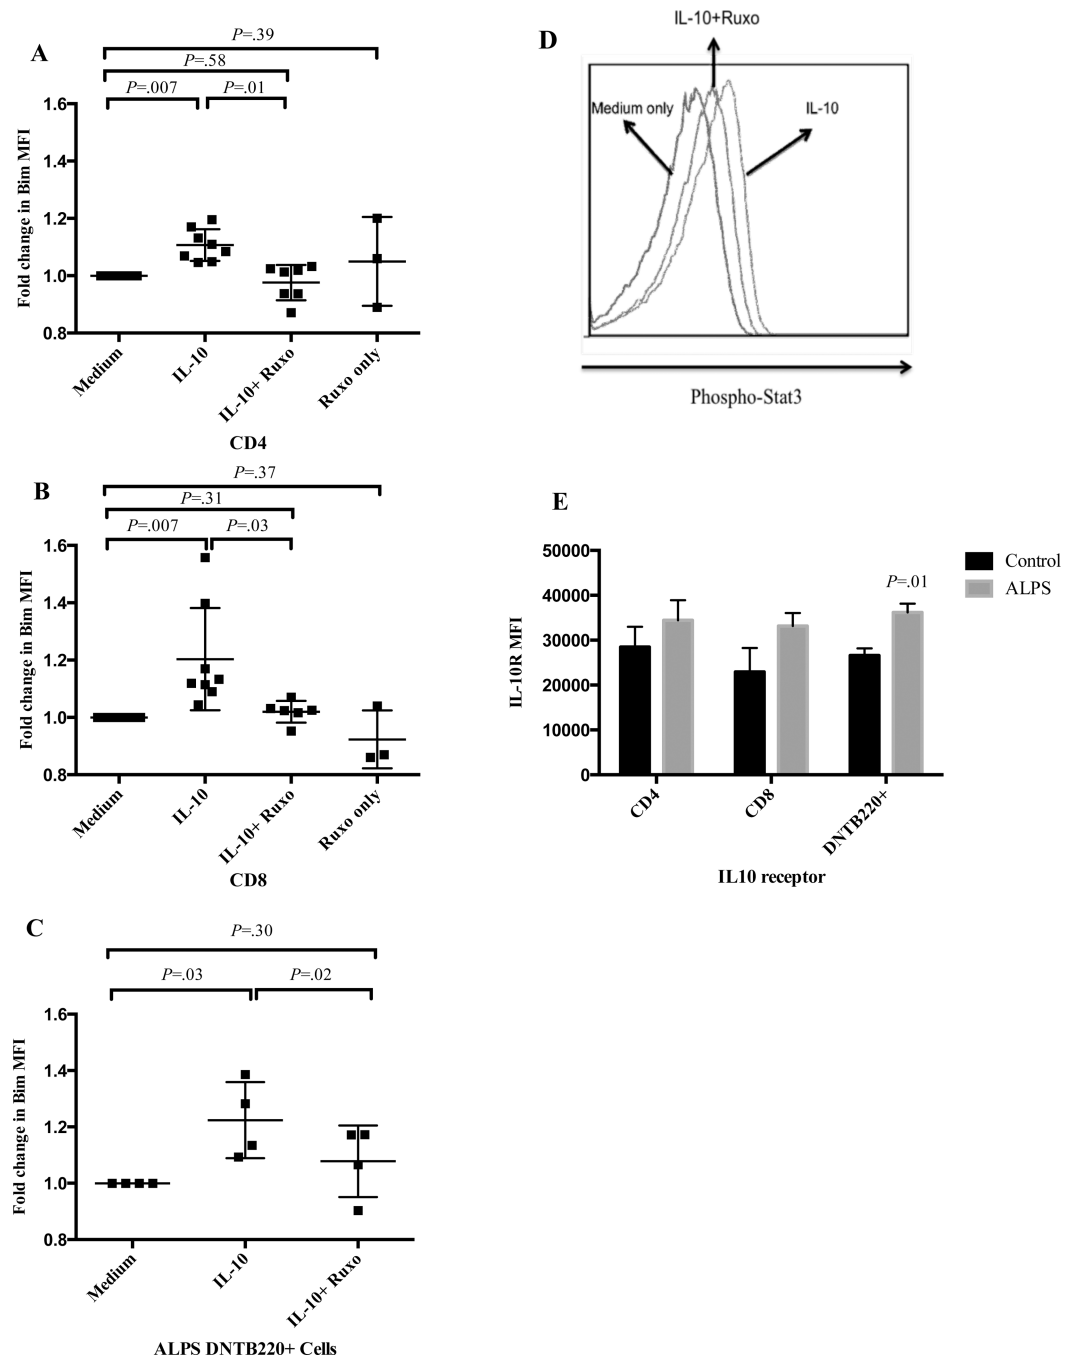 A
P=.39
P=.58
P=.007
P=.01
Fold change in Bim MFI
1.6
1.4
1.2
1.0
0.8
Medium
IL-10
IL-10+ Ruxo
Ruxo only
CD4
B
P=.37
P=.31
P=.007
P=.03
Fold change in Bim MFI
1.6
1.4
1.2
1.0
0.8
Medium
IL-10
IL-10+ Ruxo
Ruxo only
CD8
C
P=.30
P=.03
P=.02
Fold change in Bim MFI
1.6
1.4
1.2
1.0
0.8
Medium
IL-10
IL-10+ Ruxo
ALPS DNTB220+ Cells
D
IL-10+Ruxo
Medium only
IL-10
Phospho-Stat3
E
Control
ALPS
P=.01
IL-10R MFI
50000
40000
30000
20000
10000
0
CD4
CD8
DNTB220+
IL10 receptor